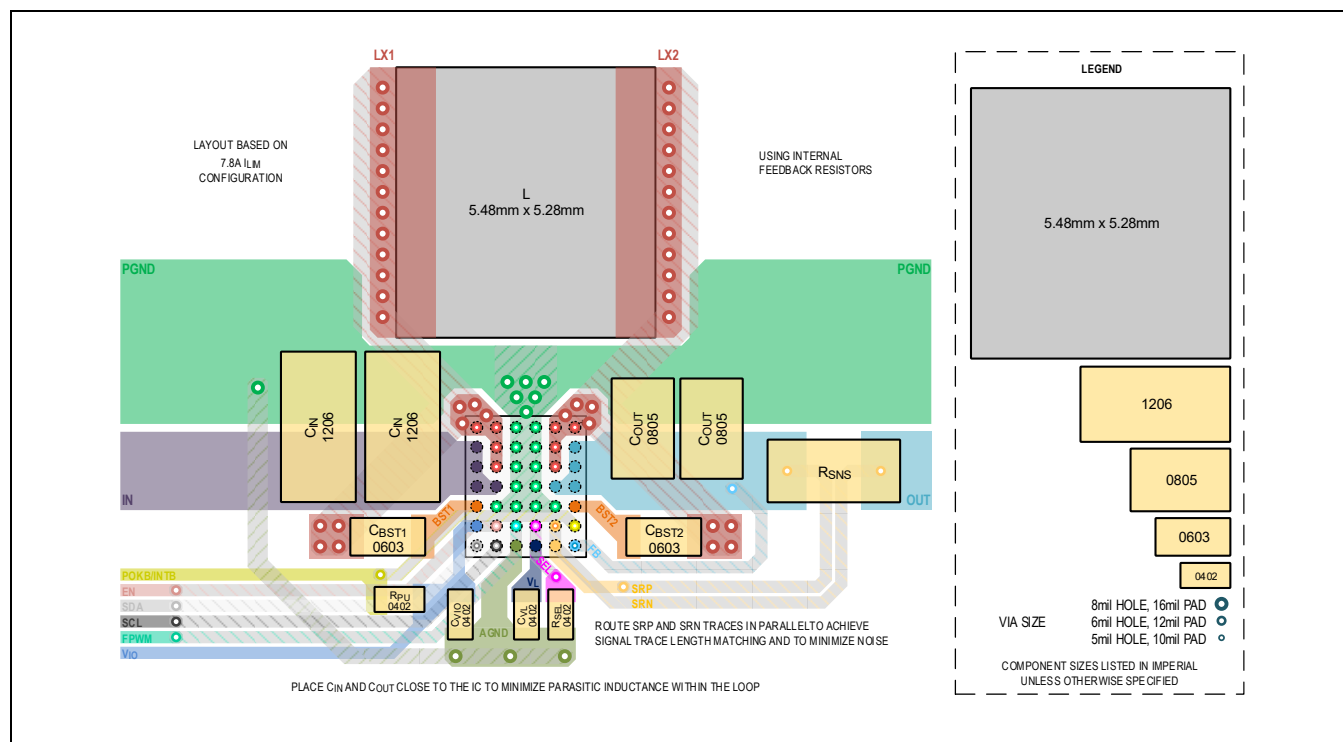 LX1
LX2
LEGEND
LAYOUT BASED ON
7.8A ILIM
CONFIGURATION
USING INTERNAL
FEEDBACK RESISTORS
L
5.48mm x 5.28mm
5.48mm x 5.28mm
PGND
PGND
CIN
1206
CIN
1206
COUT
0805
COUT
0805
RSNS
IN
OUT
1206
0805
0603
0402
BST1
BST2
CBST1
0603
CBST2
0603
FB
SEL
VL
POKB/INTB
EN
SDA
SCL
FPWM
VIO
RPU
0402
CVIO
0402
AGND
CVL
0402
RSEL
0402
SRP
SRN
ROUTE SRP AND SRN TRACES IN PARALLELTO ACHIEVE
SIGNAL TRACE LENGTH MATCHING AND TO MINIMIZE NOISE
PLACE CIN AND COUT CLOSE TO THE IC TO MINIMIZE PARASITIC INDUCTANCE WITHIN THE LOOP
VIA SIZE
8mil HOLE, 16mil PAD
6mil HOLE, 12mil PAD
5mil HOLE, 10mil PAD
COMPONENT SIZES LISTED IN IMPERIAL
UNLESS OTHERWISE SPECIFIED